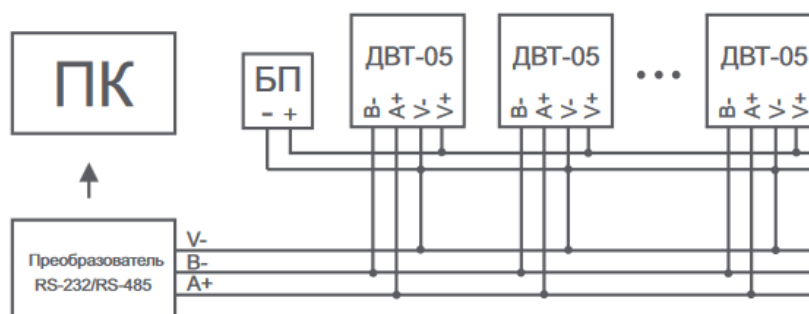 ПК
БП
- +
ДВТ-05
B- A+ V- V+
ДВТ-05
B- A+ V- V+
...
ДВТ-05
B- A+ V- V+
Преобразователь
RS-232/RS-485
V-
B-
A+